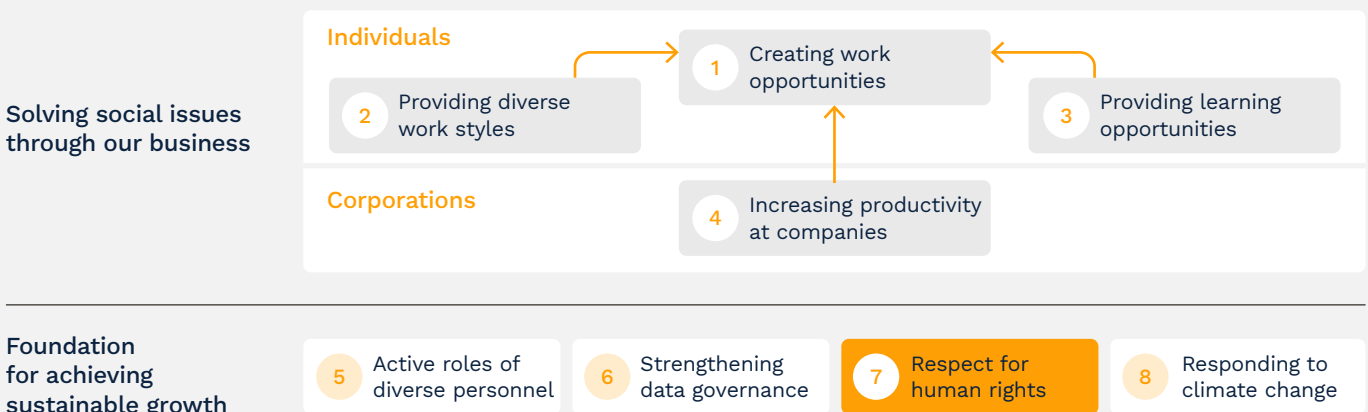 Solving social issues
through our business
Individuals
1
Creating work
opportunities
2
Providing diverse
work styles
3
Providing learning
opportunities
Corporations
4
Increasing productivity
at companies
Foundation
for achieving
sustainable growth
5
Active roles of
diverse personnel
6
Strengthening
data governance
7
Respect for
human rights
8
Responding to
climate change